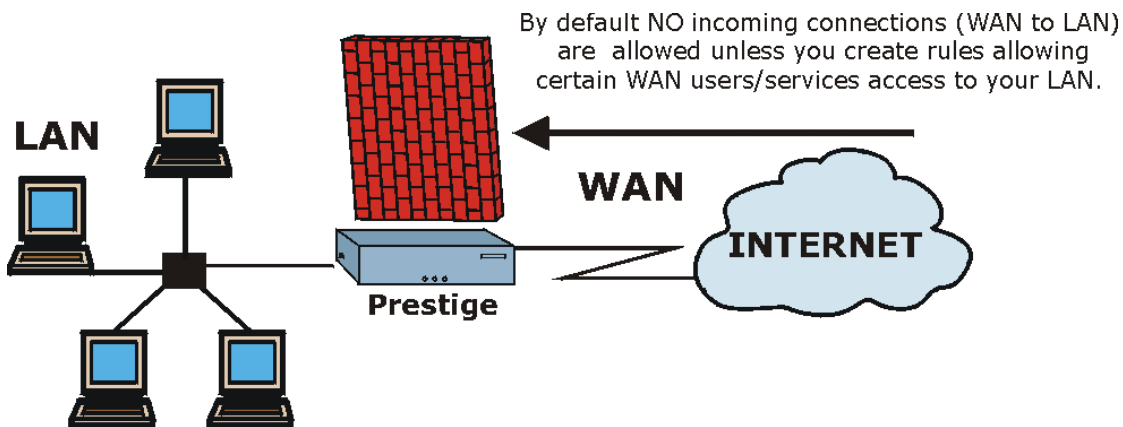 By default NO incoming connections (WAN to LAN)
are allowed unless you create rules allowing
certain WAN users/services access to your LAN.
LAN
WAN
INTERNET
Prestige